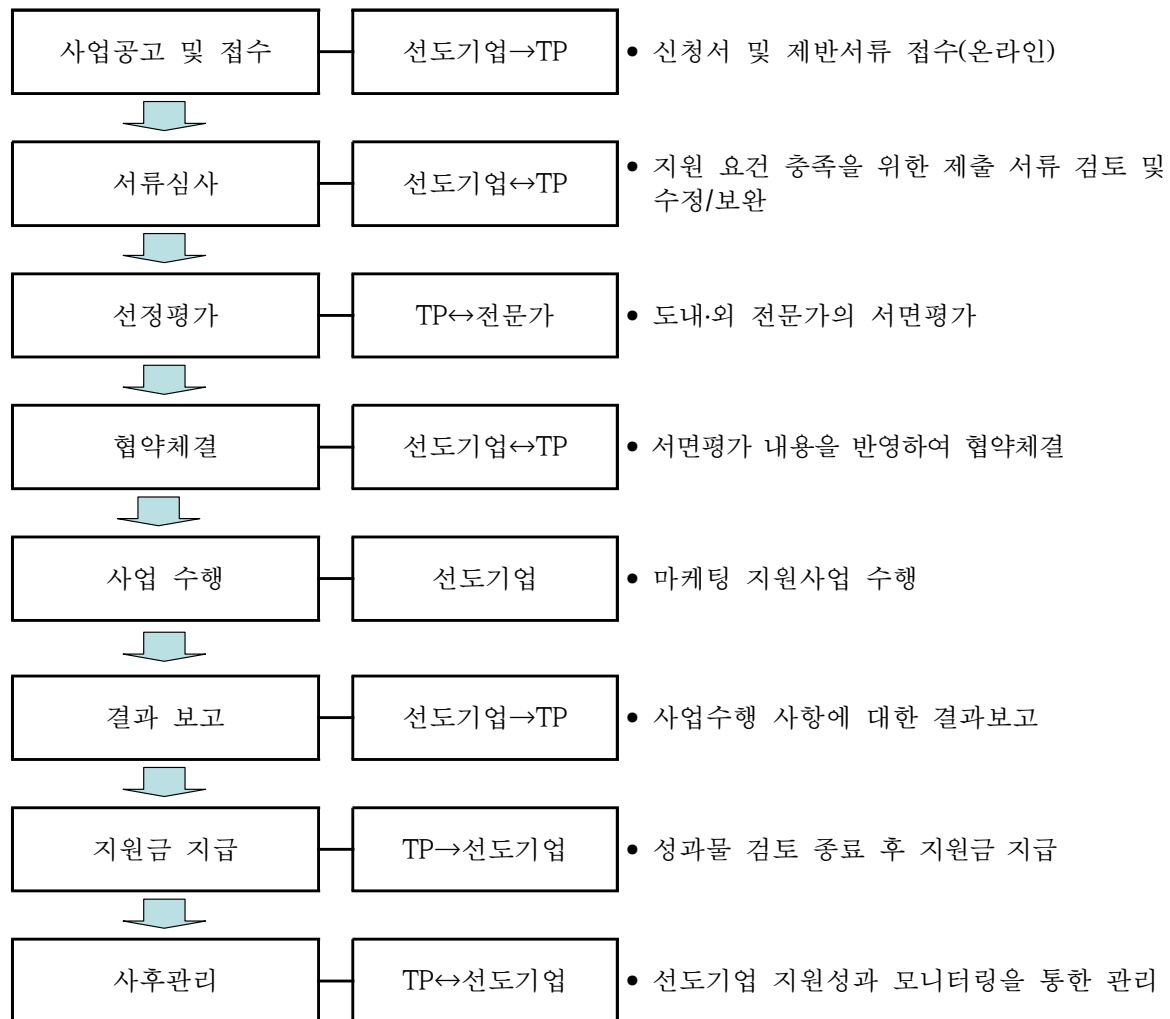 사업공고 및 접수 선도기업→TP • 신청서 및 제반서류 접수(온라인)
서류심사 선도기업↔TP • 지원 요건 충족을 위한 제출 서류 검토 및
수정/보완
선정평가 TP↔전문가 • 도내·외 전문가의 서면평가
협약체결 선도기업↔TP • 서면평가 내용을 반영하여 협약체결
사업 수행 선도기업 • 마케팅 지원사업 수행
결과 보고 선도기업→TP • 사업수행 사항에 대한 결과보고
지원금 지급 TP→선도기업 • 성과물 검토 종료 후 지원금 지급
사후관리 TP↔선도기업 • 선도기업 지원성과 모니터링을 통한 관리